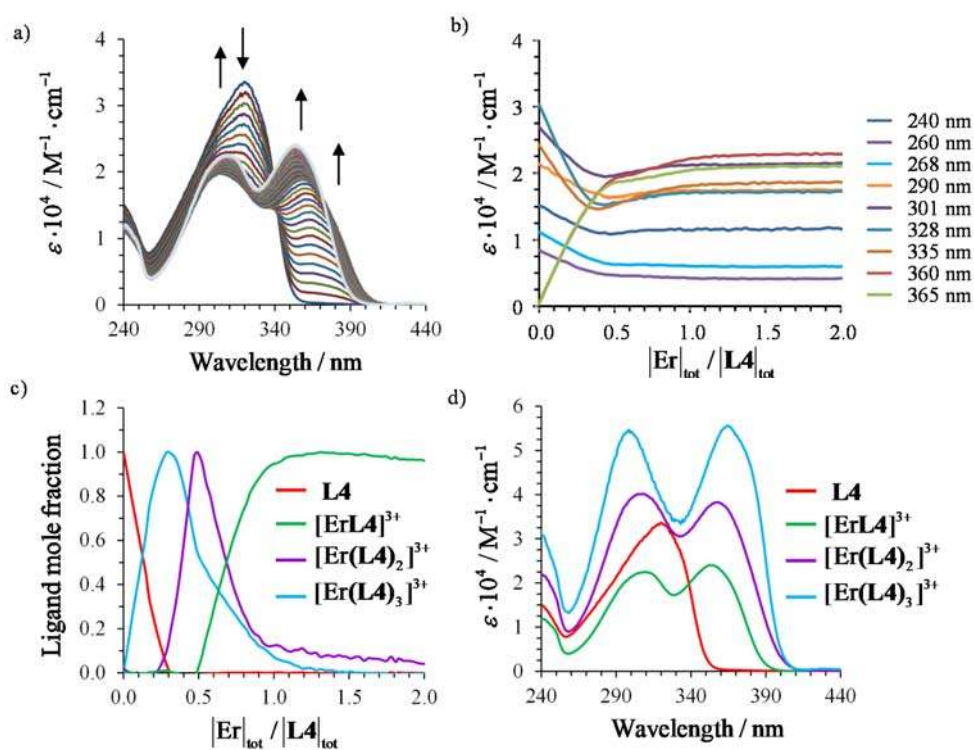 a)
ε·10⁴ / M⁻¹·cm⁻¹
4
3
2
1
0
240 290 340 390 440
Wavelength / nm
b)
ε·10⁴ / M⁻¹·cm⁻¹
4
3
2
1
0
0.0 0.5 1.0 1.5 2.0
|Er|tot / |L4|tot
240 nm
260 nm
268 nm
290 nm
301 nm
328 nm
335 nm
360 nm
365 nm
c)
Ligand mole fraction
1.2
1.0
0.8
0.6
0.4
0.2
0.0
0.0 0.5 1.0 1.5 2.0
|Er|tot / |L4|tot
L4
[ErL4]³⁺
[Er(L4)₂]³⁺
[Er(L4)₃]³⁺
d)
ε·10⁴ / M⁻¹·cm⁻¹
6
5
4
3
2
1
0
240 290 340 390 440
Wavelength / nm
L4
[ErL4]³⁺
[Er(L4)₂]³⁺
[Er(L4)₃]³⁺